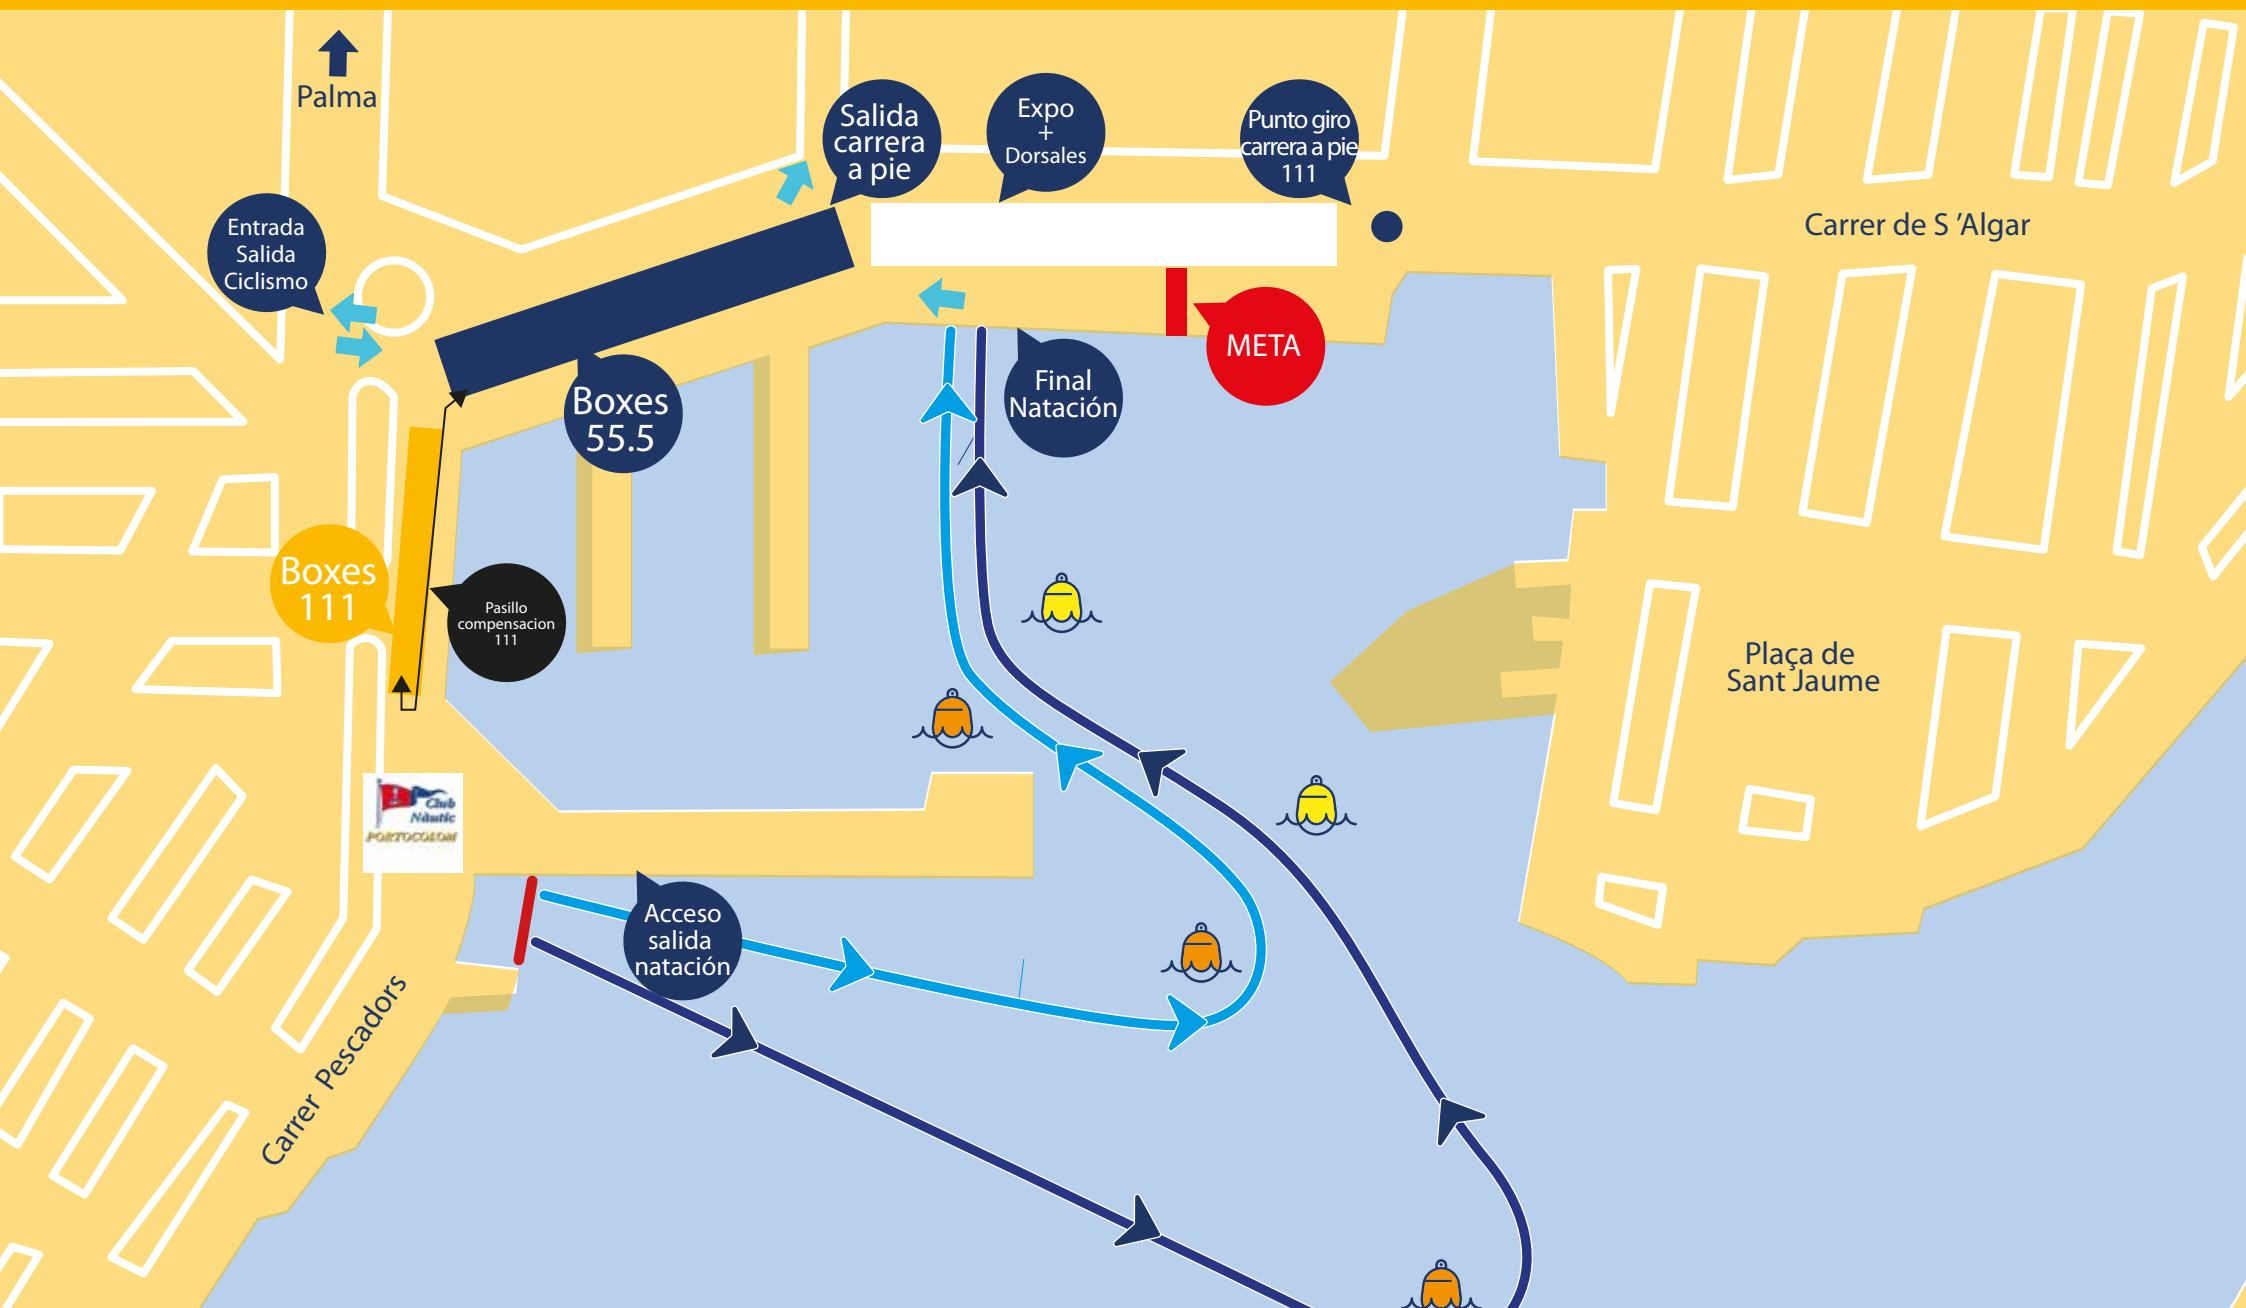 Palma
Salida
carrera
a pie
Expo
+
Dorsales
Punto giro
carrera a pie
111
Entrada
Salida
Ciclismo
Carrer de S 'Algar
META
Final
Natación
Boxes
55.5
Boxes
111
Pasillo
compensacion
111
Plaça de
Sant Jaume
Club
Nàutic
PORTOCOLOM
Acceso
salida
natación
Carrer Pescadors